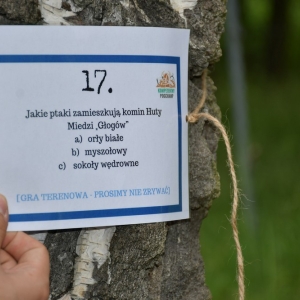 17.
Jakie ptaki zamieszkują komin Huty
Miedzi „Głogów”
a) orły białe
b) myszołowy
c) sokoły wędrowne
[GRA TERENOWA - PROSIMY NIE ZRYWAĆ]